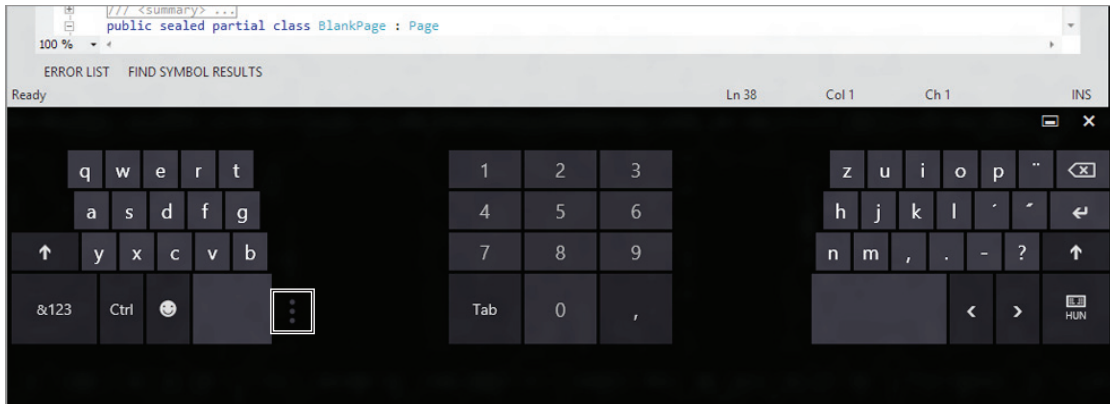 /// <summary> ...
public sealed partial class BlankPage : Page
100 %
ERROR LIST FIND SYMBOL RESULTS
Ready Ln 38 Col 1 Ch 1 INS
q w e r t 1 2 3 z u i o p ¨
a s d f g 4 5 6 h j k l ´ ˝
y x c v b 7 8 9 n m , . - ?
&123 Ctrl Tab 0 , < > HUN